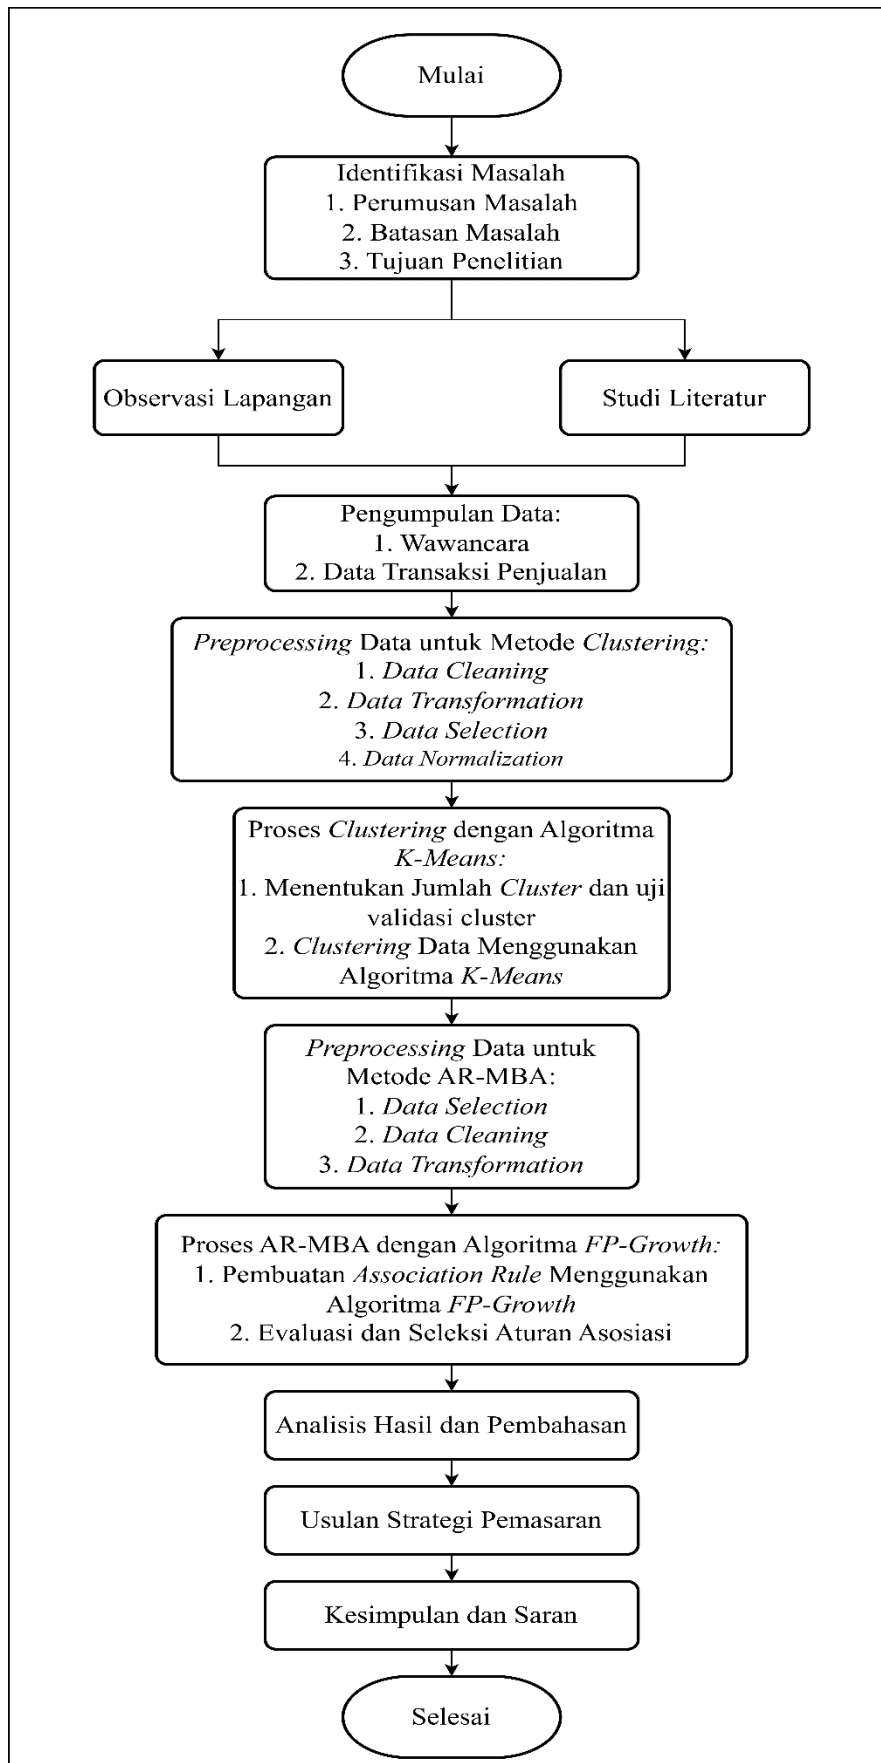 Mulai
Identifikasi Masalah
1. Perumusan Masalah
2. Batasan Masalah
3. Tujuan Penelitian
Observasi Lapangan
Studi Literatur
Pengumpulan Data:
1. Wawancara
2. Data Transaksi Penjualan
Preprocessing Data untuk Metode Clustering:
1. Data Cleaning
2. Data Transformation
3. Data Selection
4. Data Normalization
Proses Clustering dengan Algoritma
K-Means:
1. Menentukan Jumlah Cluster dan uji
validasi cluster
2. Clustering Data Menggunakan
Algoritma K-Means
Preprocessing Data untuk
Metode AR-MBA:
1. Data Selection
2. Data Cleaning
3. Data Transformation
Proses AR-MBA dengan Algoritma FP-Growth:
1. Pembuatan Association Rule Menggunakan
Algoritma FP-Growth
2. Evaluasi dan Seleksi Aturan Asosiasi
Analisis Hasil dan Pembahasan
Usulan Strategi Pemasaran
Kesimpulan dan Saran
Selesai